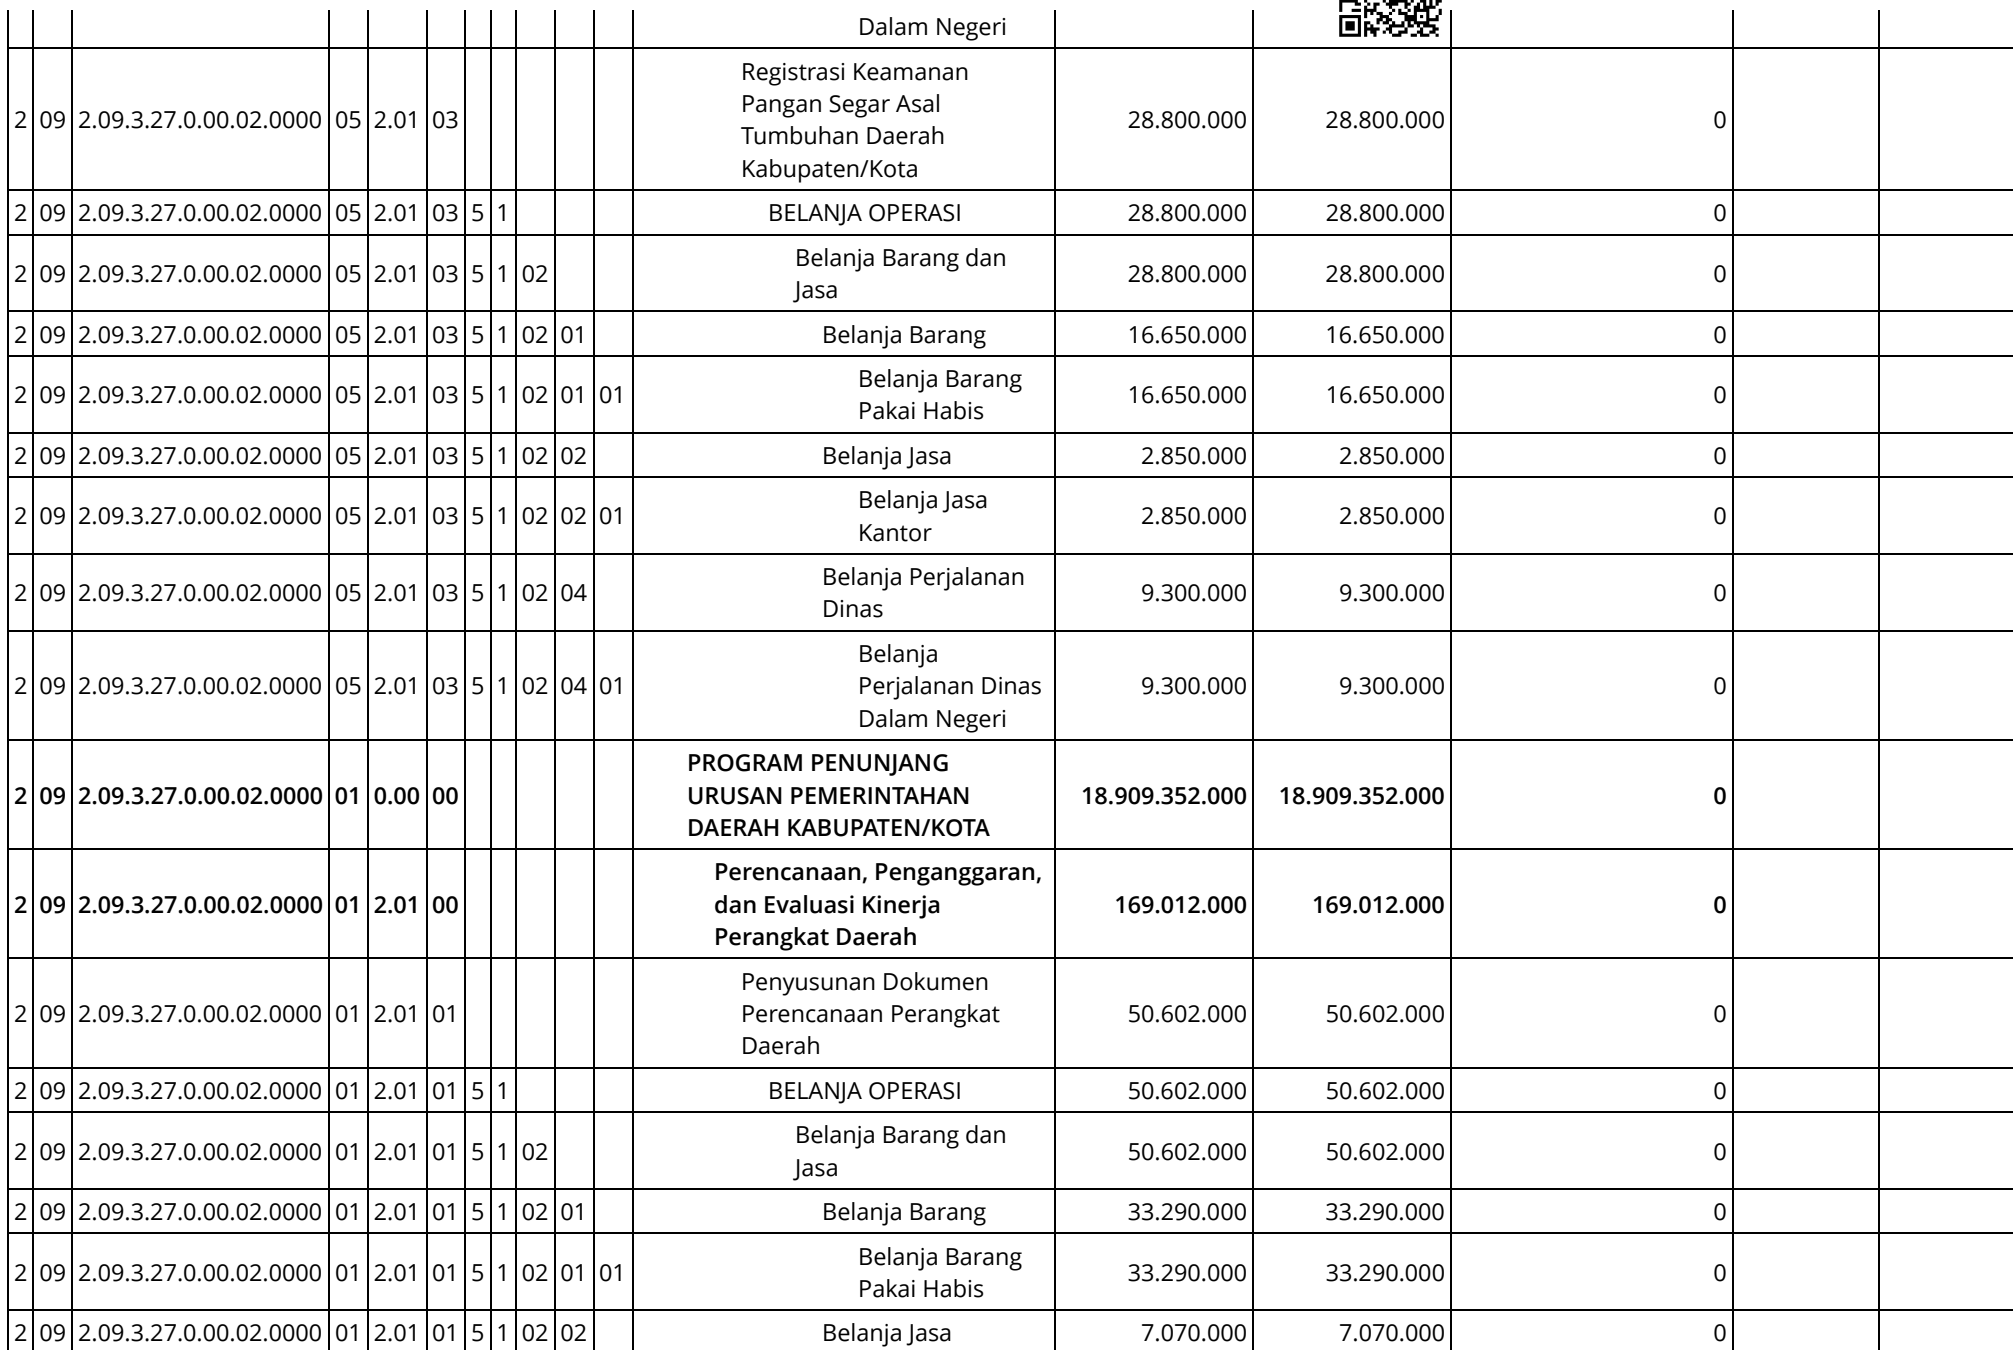 Dalam Negeri
2 09 2.09.3.27.0.00.02.0000 05 2.01 03 Registrasi Keamanan Pangan Segar Asal Tumbuhan Daerah Kabupaten/Kota 28.800.000 28.800.000 0
2 09 2.09.3.27.0.00.02.0000 05 2.01 03 5 1 BELANJA OPERASI 28.800.000 28.800.000 0
2 09 2.09.3.27.0.00.02.0000 05 2.01 03 5 1 02 Belanja Barang dan Jasa 28.800.000 28.800.000 0
2 09 2.09.3.27.0.00.02.0000 05 2.01 03 5 1 02 01 Belanja Barang 16.650.000 16.650.000 0
2 09 2.09.3.27.0.00.02.0000 05 2.01 03 5 1 02 01 01 Belanja Barang Pakai Habis 16.650.000 16.650.000 0
2 09 2.09.3.27.0.00.02.0000 05 2.01 03 5 1 02 02 Belanja Jasa 2.850.000 2.850.000 0
2 09 2.09.3.27.0.00.02.0000 05 2.01 03 5 1 02 02 01 Belanja Jasa Kantor 2.850.000 2.850.000 0
2 09 2.09.3.27.0.00.02.0000 05 2.01 03 5 1 02 04 Belanja Perjalanan Dinas 9.300.000 9.300.000 0
2 09 2.09.3.27.0.00.02.0000 05 2.01 03 5 1 02 04 01 Belanja Perjalanan Dinas Dalam Negeri 9.300.000 9.300.000 0
2 09 2.09.3.27.0.00.02.0000 01 0.00 00 PROGRAM PENUNJANG URUSAN PEMERINTAHAN DAERAH KABUPATEN/KOTA 18.909.352.000 18.909.352.000 0
2 09 2.09.3.27.0.00.02.0000 01 2.01 00 Perencanaan, Penganggaran, dan Evaluasi Kinerja Perangkat Daerah 169.012.000 169.012.000 0
2 09 2.09.3.27.0.00.02.0000 01 2.01 01 Penyusunan Dokumen Perencanaan Perangkat Daerah 50.602.000 50.602.000 0
2 09 2.09.3.27.0.00.02.0000 01 2.01 01 5 1 BELANJA OPERASI 50.602.000 50.602.000 0
2 09 2.09.3.27.0.00.02.0000 01 2.01 01 5 1 02 Belanja Barang dan Jasa 50.602.000 50.602.000 0
2 09 2.09.3.27.0.00.02.0000 01 2.01 01 5 1 02 01 Belanja Barang 33.290.000 33.290.000 0
2 09 2.09.3.27.0.00.02.0000 01 2.01 01 5 1 02 01 01 Belanja Barang Pakai Habis 33.290.000 33.290.000 0
2 09 2.09.3.27.0.00.02.0000 01 2.01 01 5 1 02 02 Belanja Jasa 7.070.000 7.070.000 0